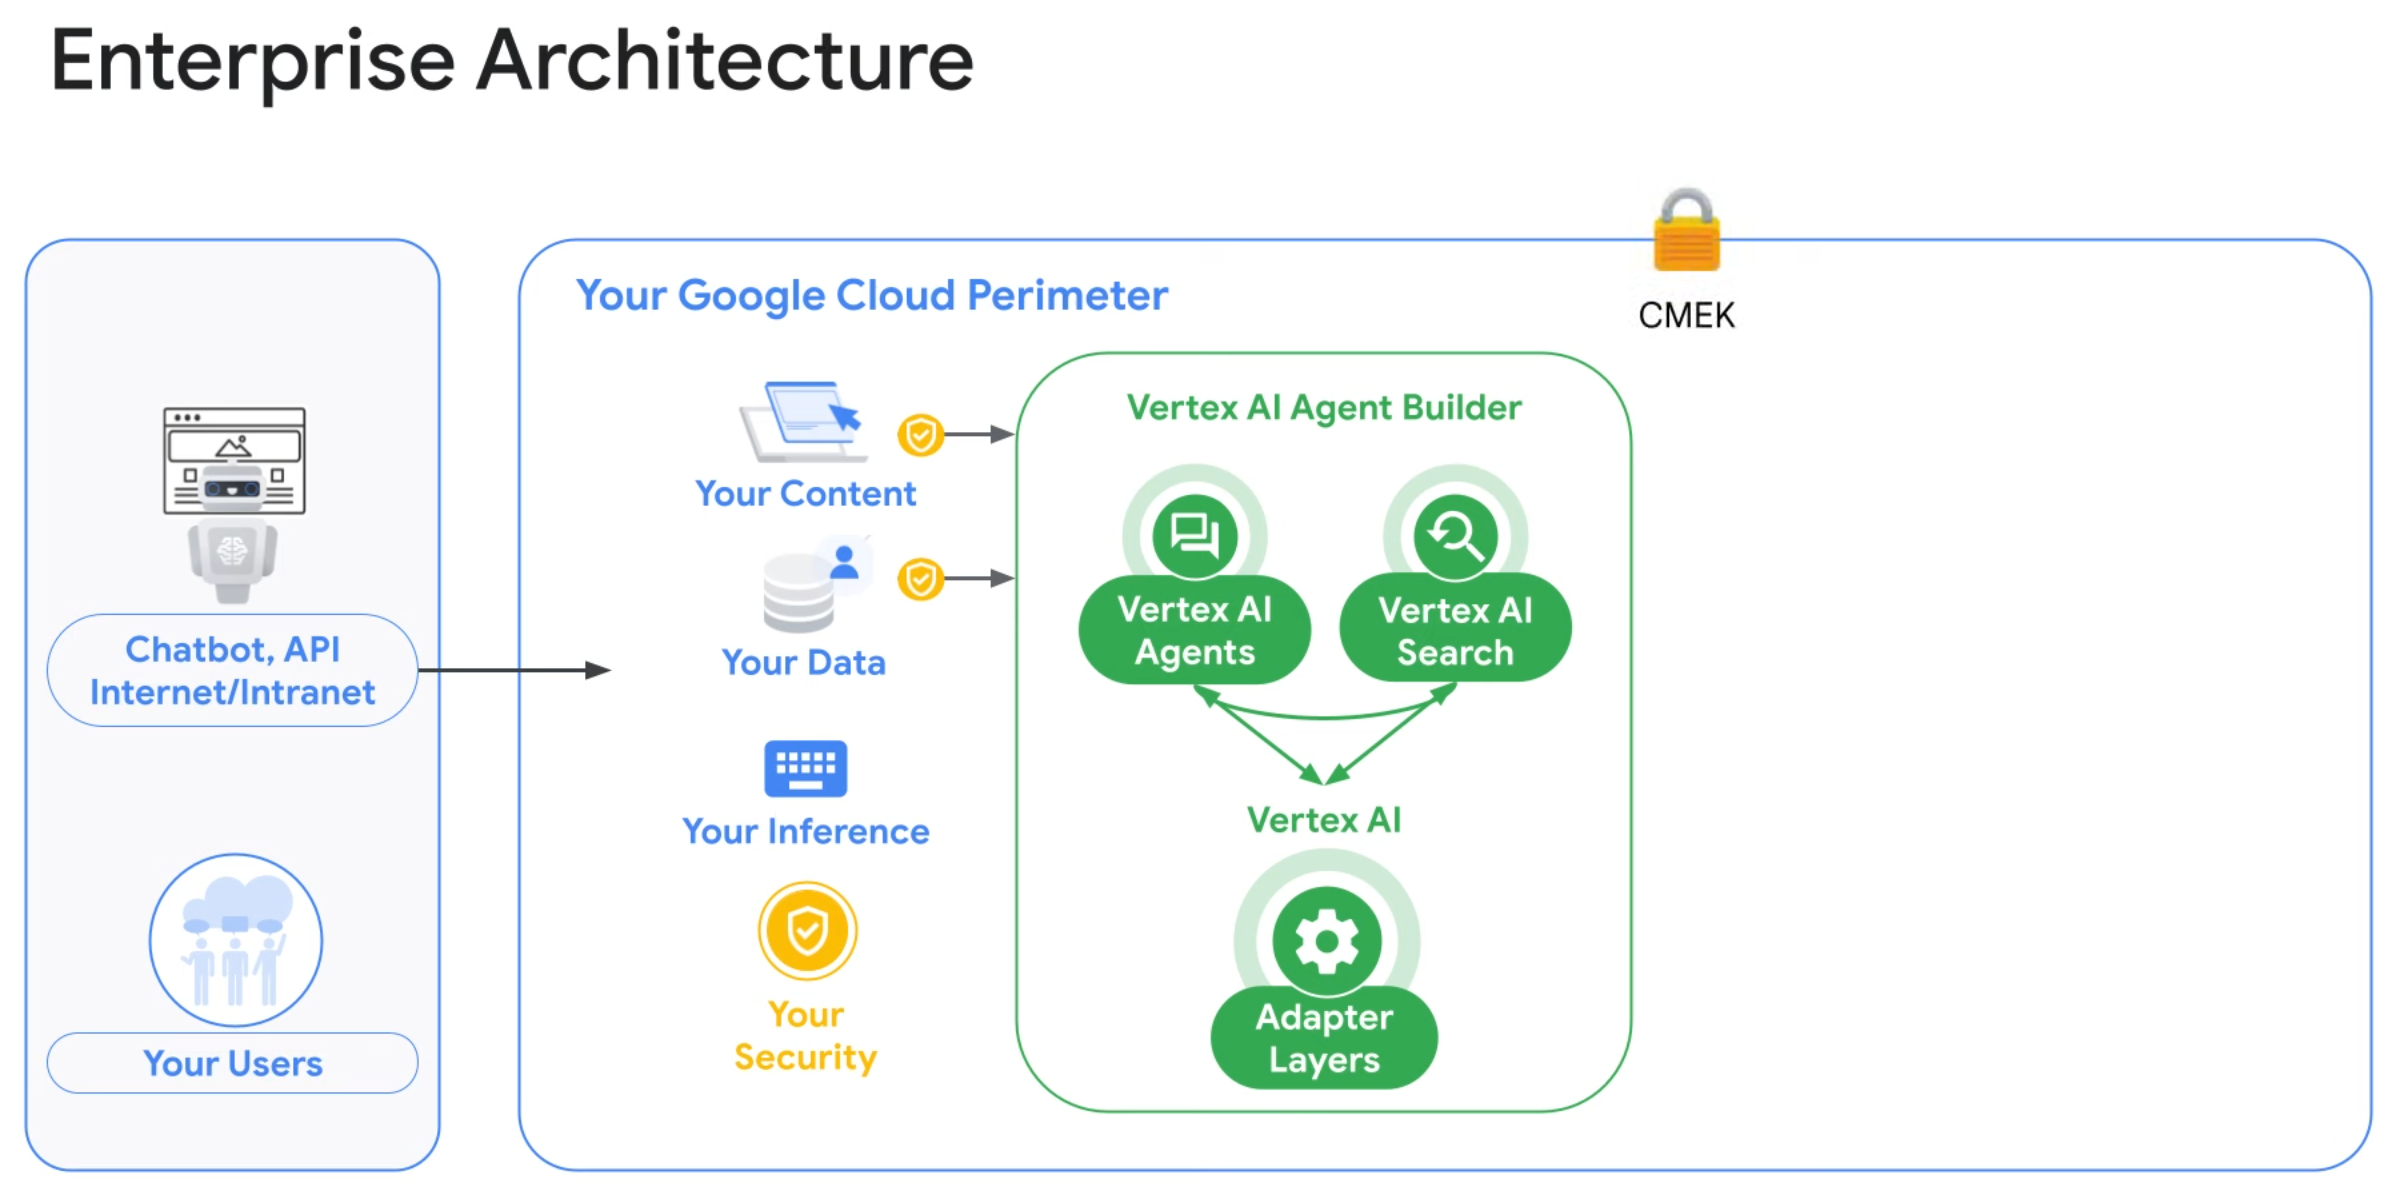 Enterprise Architecture
CMEK
Your Google Cloud Perimeter
Chatbot, API
Internet/Intranet
Your Users
Your Content
Your Data
Your Inference
Your
Security
Vertex AI Agent Builder
Vertex AI
Agents
Vertex AI
Search
Vertex AI
Adapter
Layers